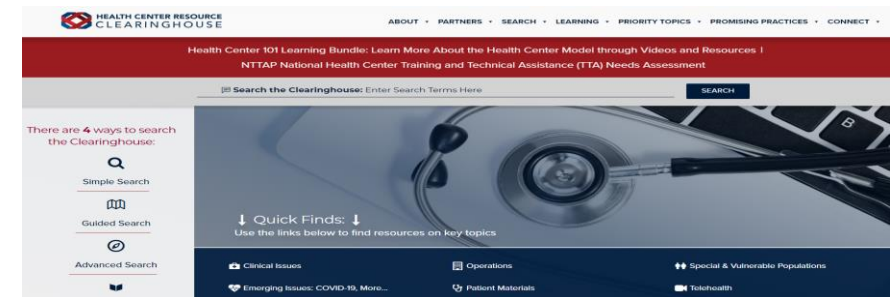 HEALTH CENTER RESOURCE
CLEARINGHOUSE
ABOUT
PARTNERS
SEARCH
LEARNING
PRIORITY TOPICS
PROMISING PRACTICES
CONNECT
Health Center 101 Learning Bundle: Learn More About the Health Center Model through Videos and Resources !
NTTAP National Health Center Training and Technical Assistance (TTA) Needs Assessment
Search the Clearinghouse: Enter Search Terms Here
SEARCH
There are 4 ways to search
the Clearinghouse:
Simple Search
Guided Search
Advanced Search
↓ Quick Finds: ↓
Use the links below to find resources on key topics
Clinical Issues
Operations
Special & Vulnerable Populations
Emerging Issues: COVID-19, More...
Patient Materials
Telehealth
B